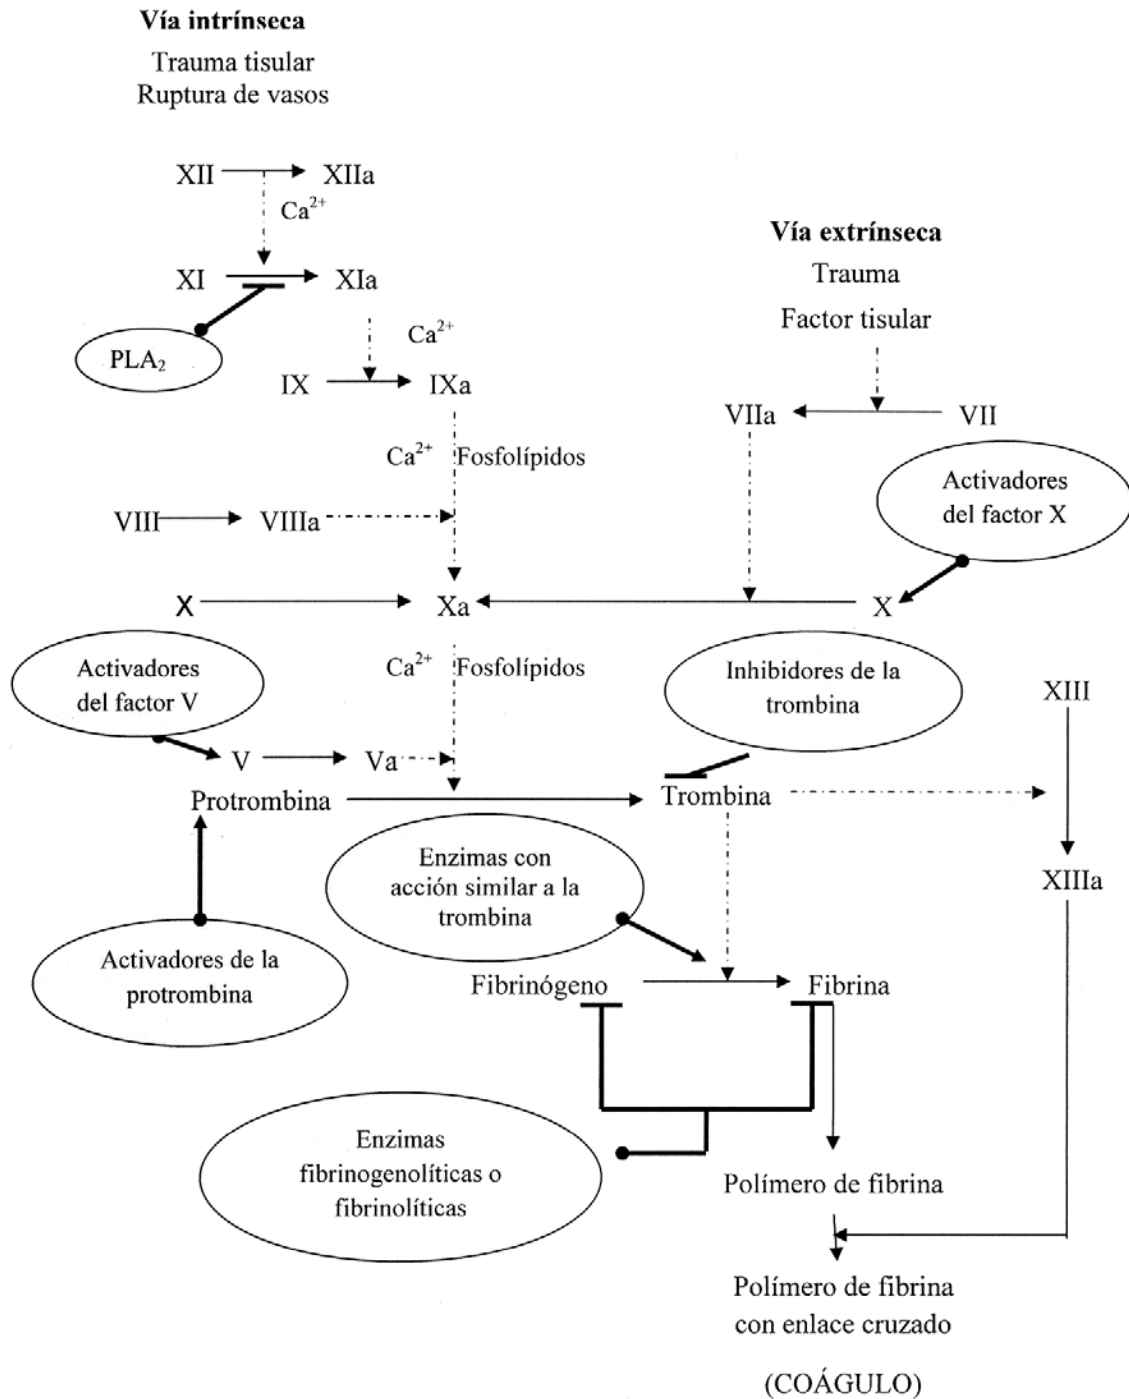 Vía intrínseca
Trauma tisular
Ruptura de vasos
XII
XIIa
Ca²⁺
XI
XIa
PLA₂
Ca²⁺
IX
IXa
Ca²⁺ Fosfolípidos
VIII
VIIIa
Vía extrínseca
Trauma
Factor tisular
VIIa
VII
Activadores
del factor X
X
Xa
X
Activadores
del factor V
Ca²⁺ Fosfolípidos
Inhibidores de la
trombina
XIII
V
Va
Protrombina
Trombina
XIIIa
Enzimas con
acción similar a la
trombina
Activadores de la
protrombina
Fibrinógeno
Fibrina
Enzimas
fibrinogenolíticas o
fibrinolíticas
Polímero de fibrina
Polímero de fibrina
con enlace cruzado
(COÁGULO)